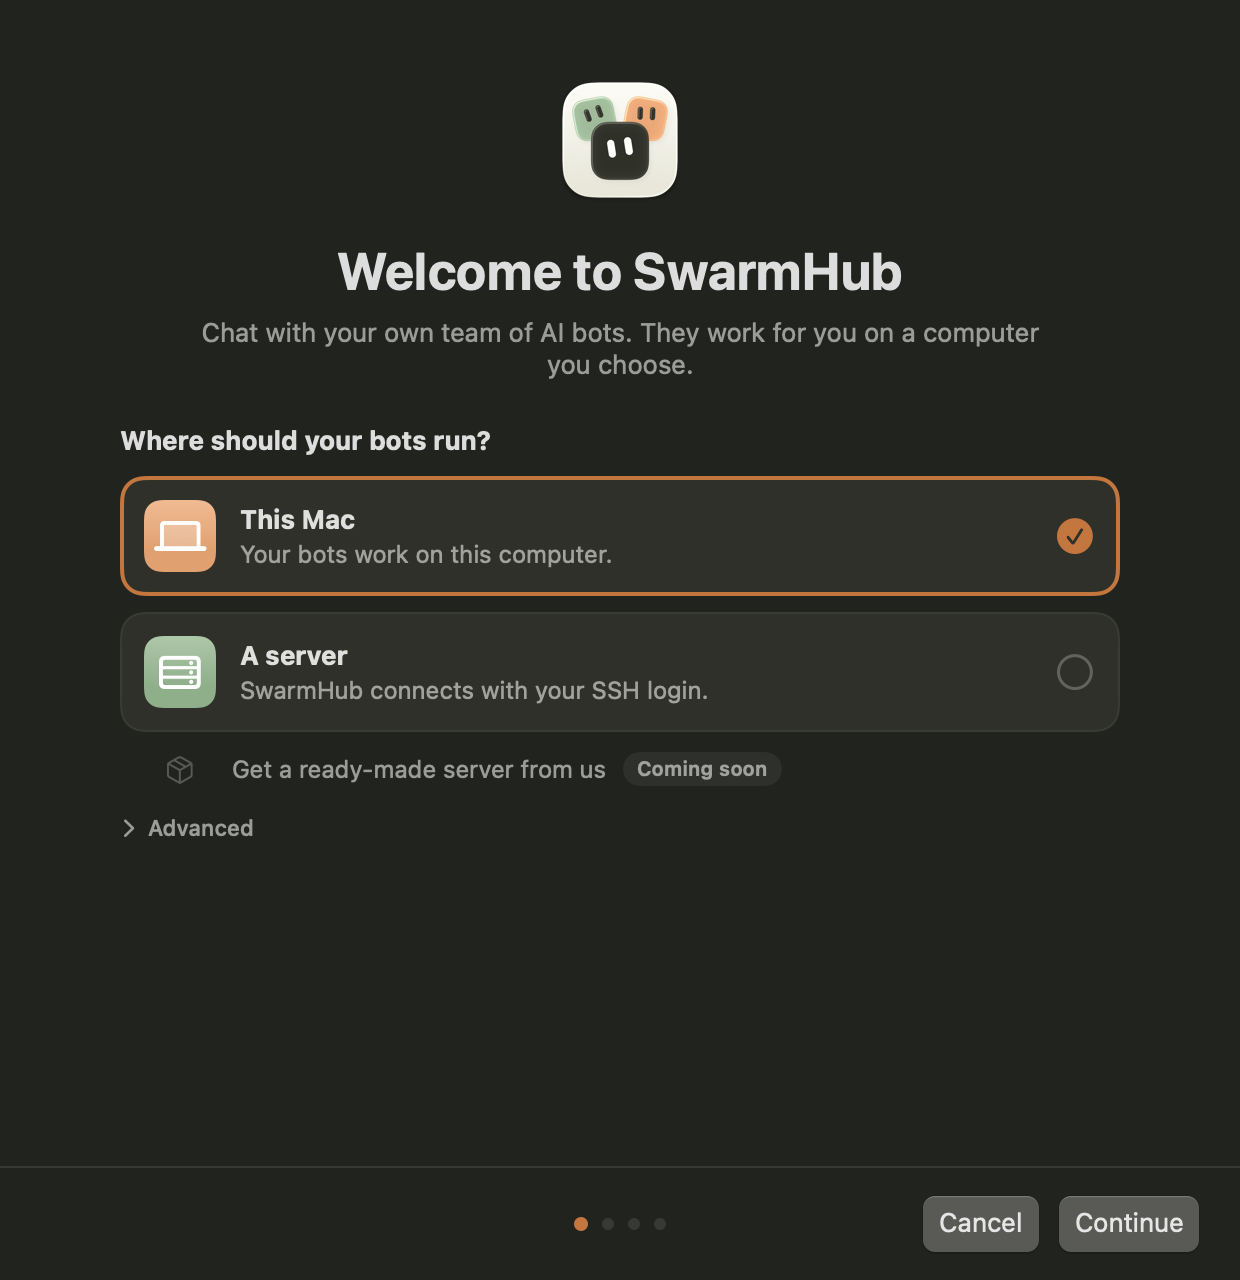 Welcome to SwarmHub
Chat with your own team of AI bots. They work for you on a computer
you choose.
Where should your bots run?
This Mac
Your bots work on this computer.
A server
SwarmHub connects with your SSH login.
Get a ready-made server from us Coming soon
Advanced
Cancel Continue